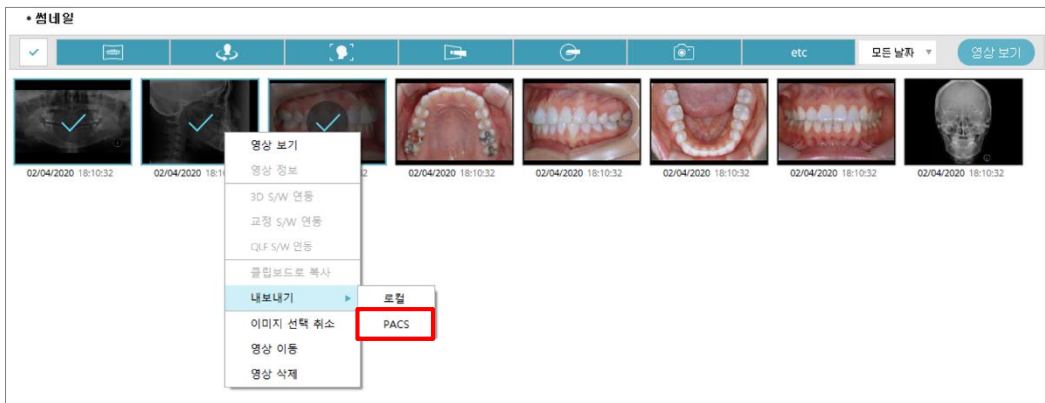 • 썸네일
etc 모든 날짜 영상 보기
02/04/2020 18:10:32 02/04/2020 18:1 2 02/04/2020 18:10:32 02/04/2020 18:10:32 02/04/2020 18:10:32 02/04/2020 18:10:32 02/04/2020 18:10:32
영상 보기
영상 정보
3D S/W 연동
교정 S/W 연동
QLF S/W 연동
클립보드로 복사
내보내기
로컬
이미지 선택 취소
PACS
영상 이동
영상 삭제